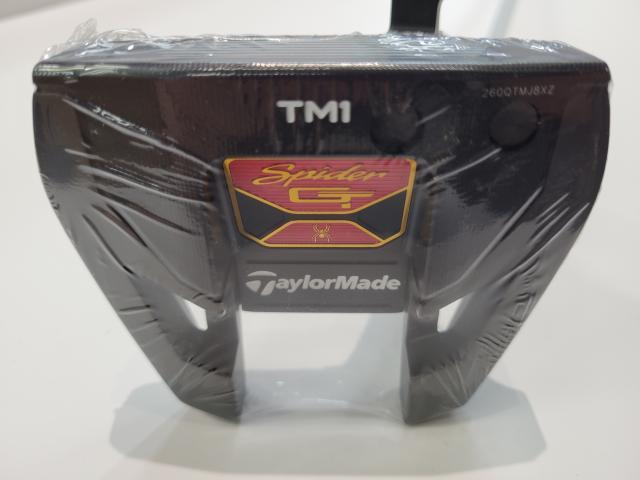 TM1
260QTMJ8XZ
Spider
GT
TaylorMade